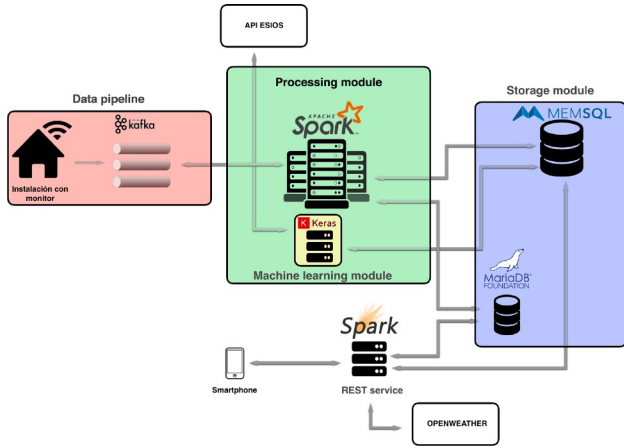 API ESIOS
Data pipeline
Processing module
Storage module
kafka
APACHE
Spark
MEMSQL
Instalación con
monitor
K Keras
Machine learning module
MariaDB
FOUNDATION
Spark
Smartphone
REST service
OPENWEATHER